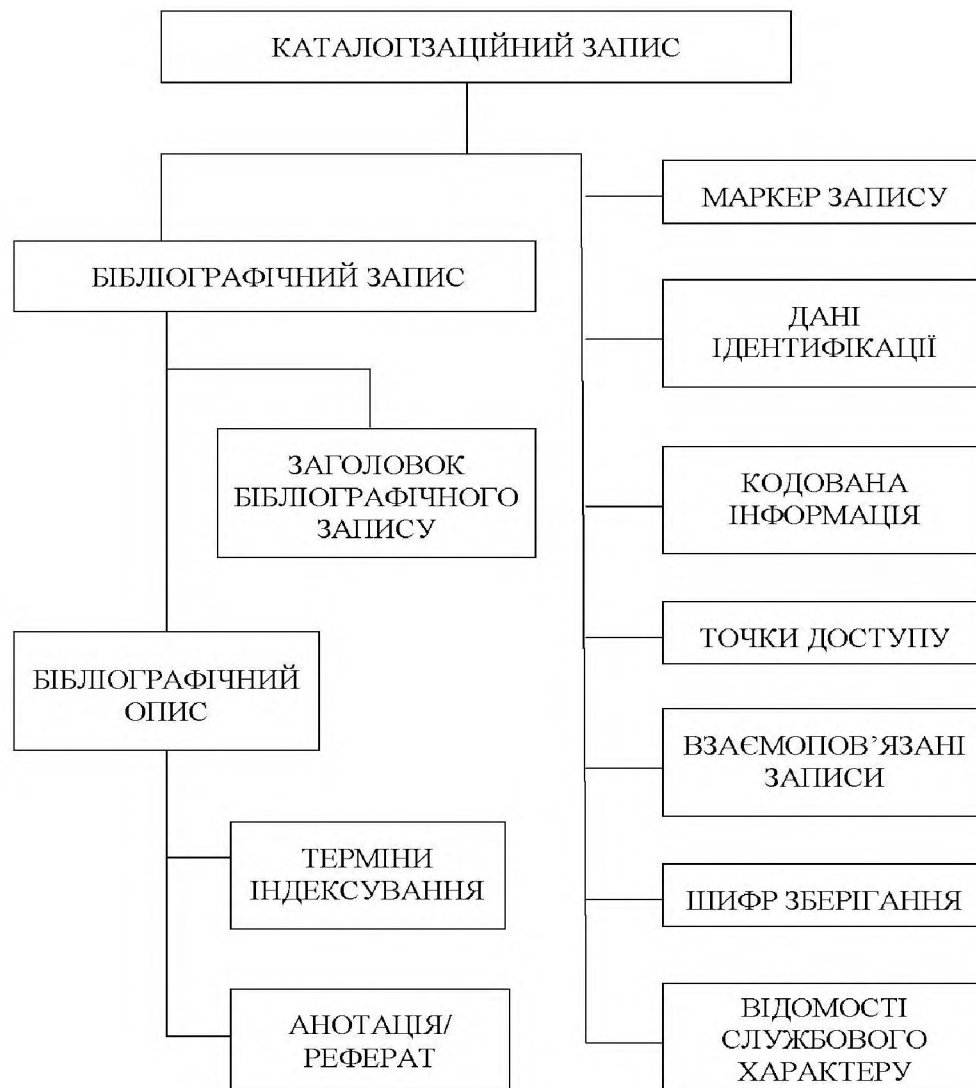 КАТАЛОГІЗАЦІЙНИЙ ЗАПИС
БІБЛІОГРАФІЧНИЙ ЗАПИС
ЗАГОЛОВОК
БІБЛІОГРАФІЧНОГО
ЗАПИСУ
БІБЛІОГРАФІЧНИЙ
ОПИС
ТЕРМІНИ
ІНДЕКСУВАННЯ
АНОТАЦІЯ/
РЕФЕРАТ
МАРКЕР ЗАПИСУ
ДАНІ
ІДЕНТИФІКАЦІЇ
КОДОВАНА
ІНФОРМАЦІЯ
ТОЧКИ ДОСТУПУ
ВЗАЄМОПОВ’ЯЗАНІ
ЗАПИСИ
ШИФР ЗБЕРІГАННЯ
ВІДОМОСТІ
СЛУЖБОВОГО
ХАРАКТЕРУ